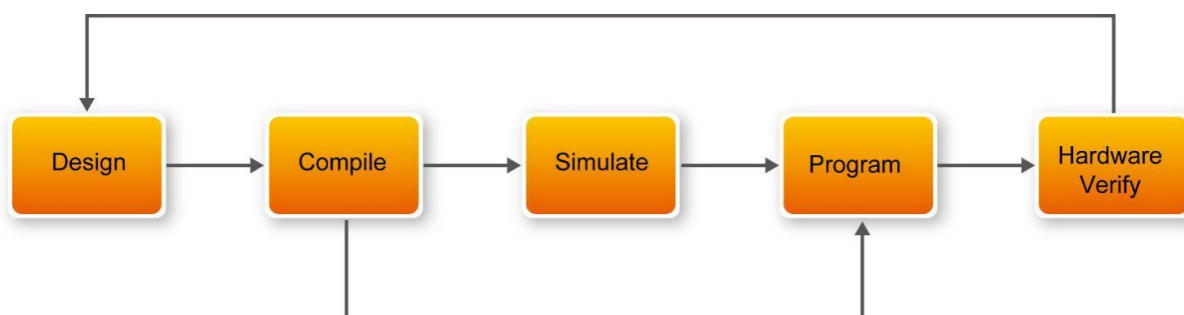 Design
Compile
Simulate
Program
Hardware
Verify